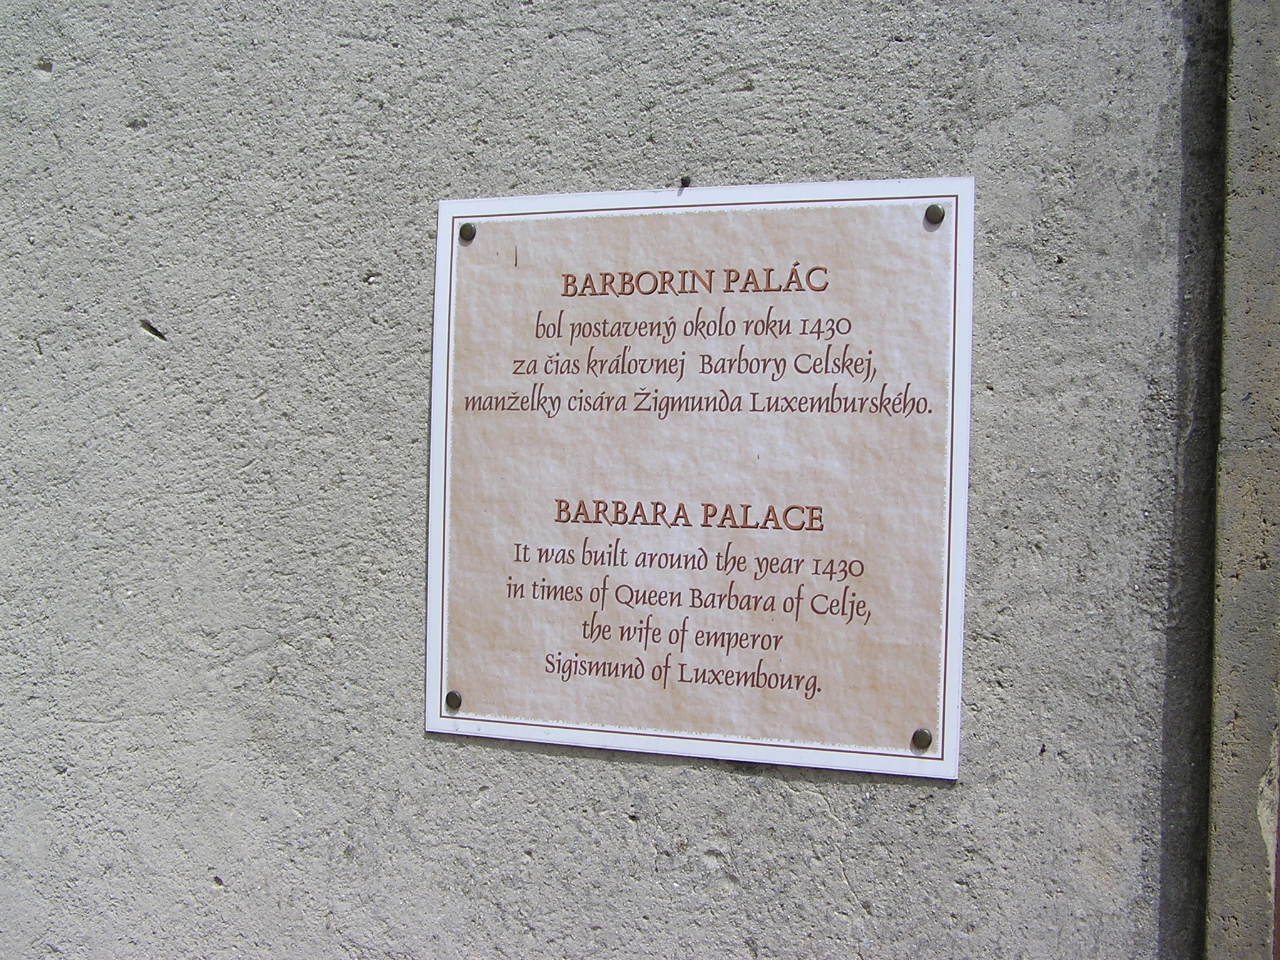 BARBORIN PALÁC
bol postavený okolo roku 1430
za čias kráľovnej Barbory Celskej,
manželky cisára Žigmunda Luxemburského.
BARBARA PALACE
It was built around the year 1430
in times of Queen Barbara of Celje,
the wife of emperor
Sigismund of Luxembourg.